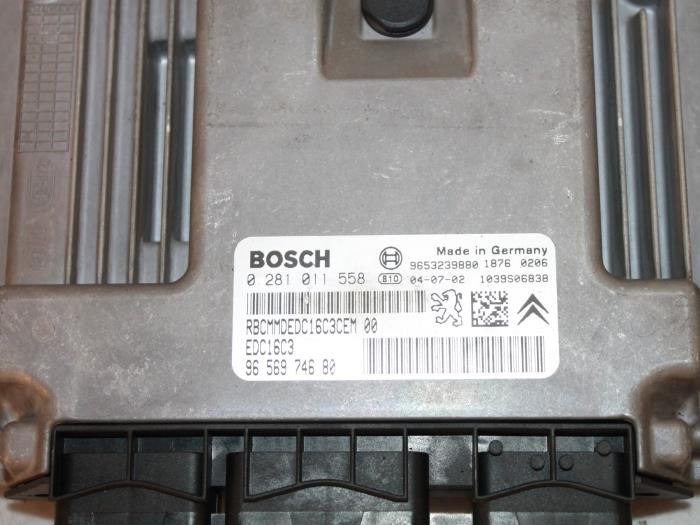 BOSCH
Made in Germany
9653239880 1876 0206
0 281 011 558 810 04-07-02 1039S06838
RBCMMDEDC16C3CEM 00
EDC16C3
96 569 746 80